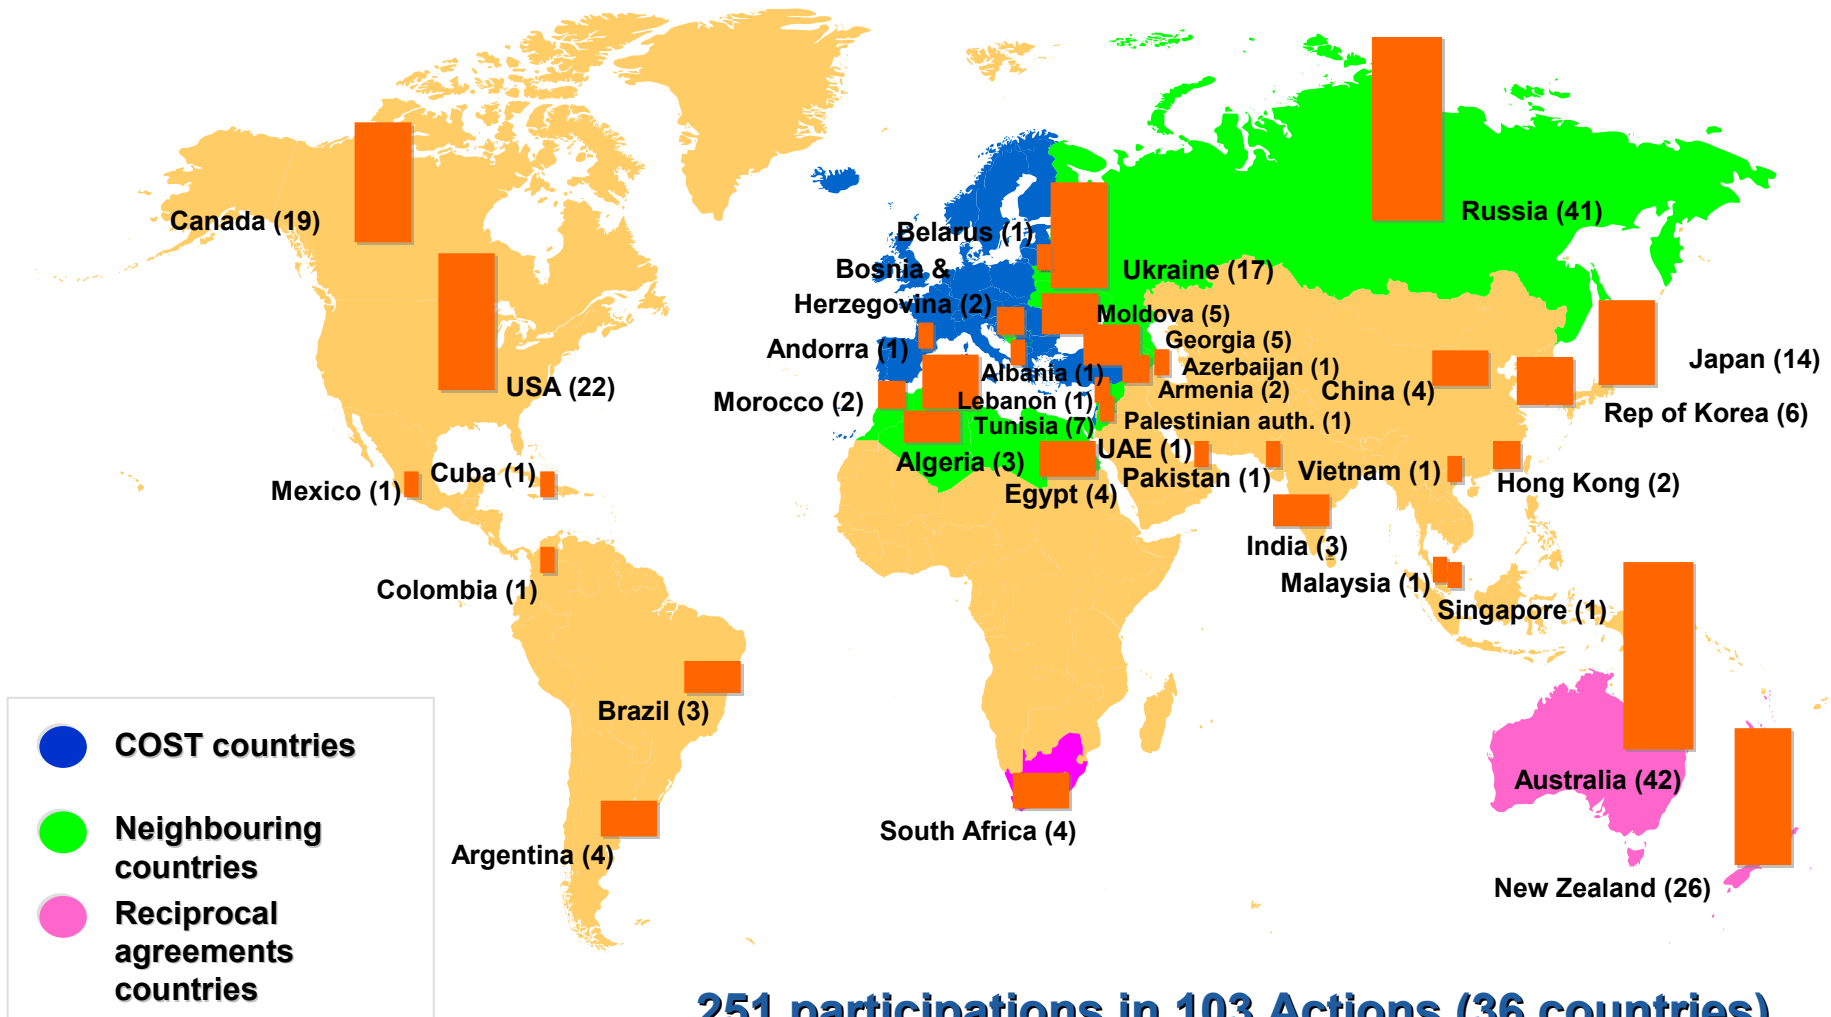 Canada (19)
Russia (41)
Belarus (1)
Bosnia &
Herzegovina (2)
Ukraine (17)
Moldova (5)
Georgia (5)
Andorra (1)
Azerbaijan (1)
Albania (1)
Armenia (2)
China (4)
Japan (14)
USA (22)
Morocco (2)
Lebanon (1)
Rep of Korea (6)
Tunisia (7)
Palestinian auth. (1)
UAE (1)
Algeria (3)
Pakistan (1)
Vietnam (1)
Hong Kong (2)
Egypt (4)
Cuba (1)
Mexico (1)
India (3)
Malaysia (1)
Singapore (1)
Colombia (1)
Brazil (3)
Argentina (4)
South Africa (4)
Australia (42)
New Zealand (26)
COST countries
Neighbouring
countries
Reciprocal
agreements
countries
251 participations in 103 Actions (36 countries)